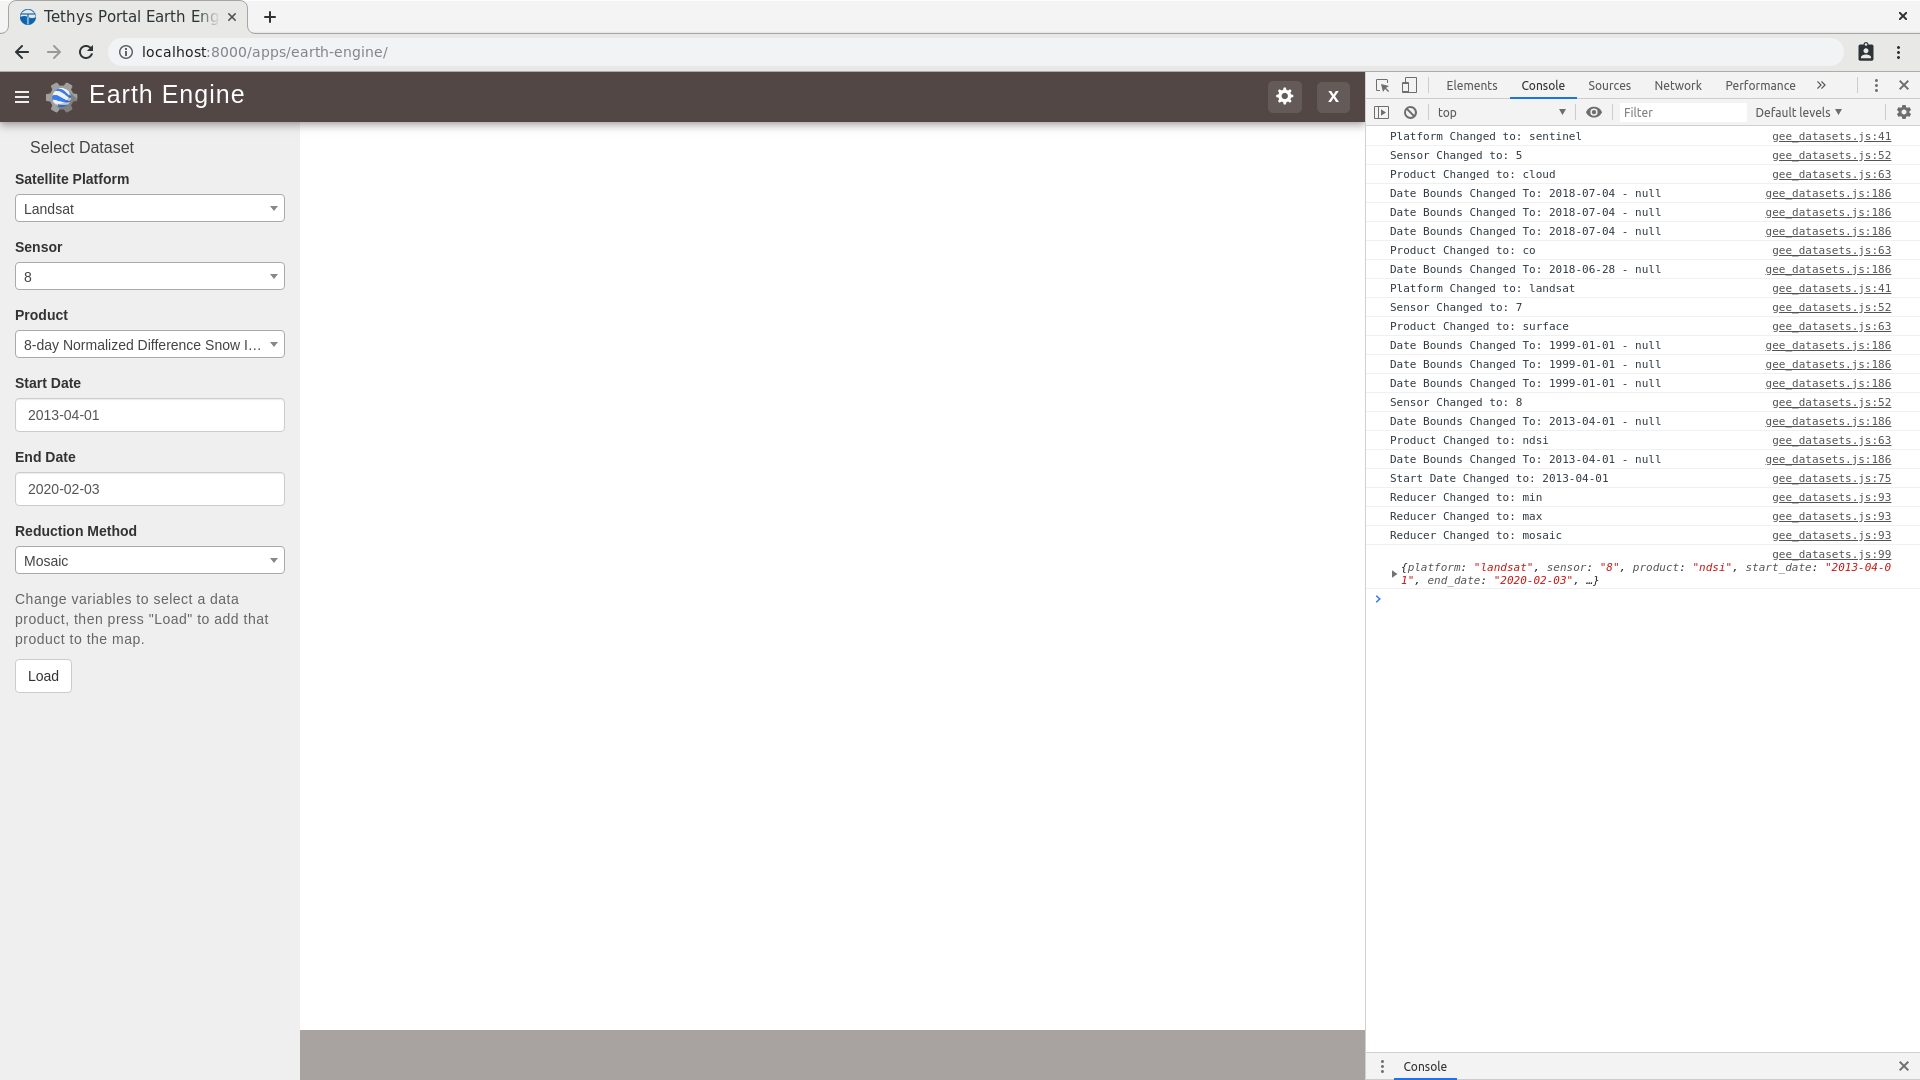 Tethys Portal Earth Eng
localhost:8000/apps/earth-engine/
Earth Engine
X
Select Dataset
Satellite Platform
Landsat
Sensor
8
Product
8-day Normalized Difference Snow I…
Start Date
2013-04-01
End Date
2020-02-03
Reduction Method
Mosaic
Change variables to select a data
product, then press "Load" to add that
product to the map.
Load
Elements Console Sources Network Performance »
top Filter Default levels
Platform Changed to: sentinel gee_datasets.js:41
Sensor Changed to: 5 gee_datasets.js:52
Product Changed to: cloud gee_datasets.js:63
Date Bounds Changed To: 2018-07-04 - null gee_datasets.js:186
Date Bounds Changed To: 2018-07-04 - null gee_datasets.js:186
Date Bounds Changed To: 2018-07-04 - null gee_datasets.js:186
Product Changed to: co gee_datasets.js:63
Date Bounds Changed To: 2018-06-28 - null gee_datasets.js:186
Platform Changed to: landsat gee_datasets.js:41
Sensor Changed to: 7 gee_datasets.js:52
Product Changed to: surface gee_datasets.js:63
Date Bounds Changed To: 1999-01-01 - null gee_datasets.js:186
Date Bounds Changed To: 1999-01-01 - null gee_datasets.js:186
Date Bounds Changed To: 1999-01-01 - null gee_datasets.js:186
Sensor Changed to: 8 gee_datasets.js:52
Date Bounds Changed To: 2013-04-01 - null gee_datasets.js:186
Product Changed to: ndsi gee_datasets.js:63
Date Bounds Changed To: 2013-04-01 - null gee_datasets.js:186
Start Date Changed to: 2013-04-01 gee_datasets.js:75
Reducer Changed to: min gee_datasets.js:93
Reducer Changed to: max gee_datasets.js:93
Reducer Changed to: mosaic gee_datasets.js:93
gee_datasets.js:99
{platform: "landsat", sensor: "8", product: "ndsi", start_date: "2013-04-0
1", end_date: "2020-02-03", …}
Console